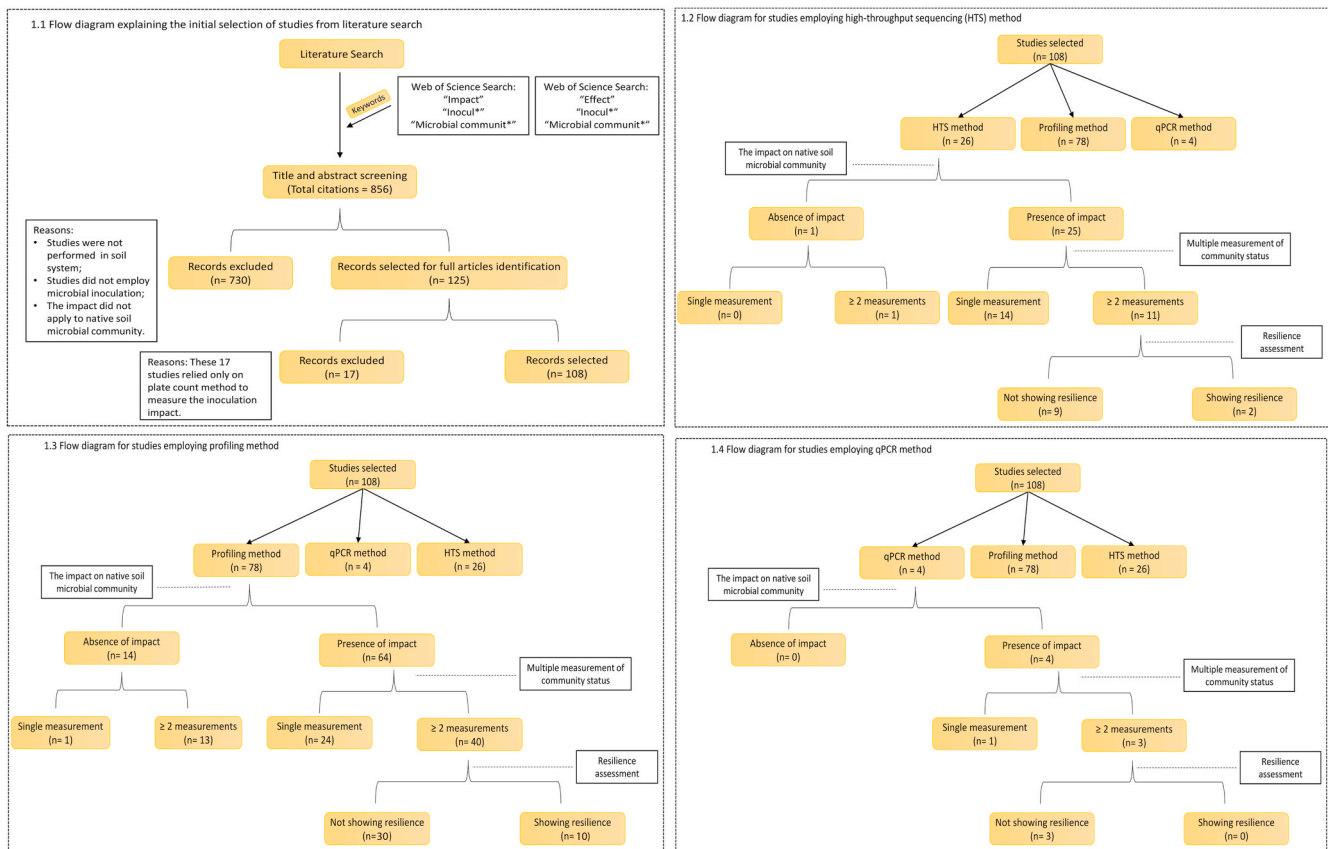 1.1 Flow diagram explaining the initial selection of studies from literature search
Literature Search
Keywords
Web of Science Search:
“Impact”
“Inocul*”
“Microbial communit*”
Web of Science Search:
“Effect”
“Inocul*”
“Microbial communit*”
Title and abstract screening
(Total citations = 856)
Reasons:
• Studies were not
performed in soil
system;
• Studies did not employ
microbial inoculation;
• The impact did not
apply to native soil
microbial community.
Records excluded
(n= 730)
Records selected for full articles identification
(n= 125)
Reasons: These 17
studies relied only on
plate count method to
measure the inoculation
impact.
Records excluded
(n= 17)
Records selected
(n= 108)
1.2 Flow diagram for studies employing high-throughput sequencing (HTS) method
Studies selected
(n= 108)
HTS method
(n = 26)
Profiling method
(n = 78)
qPCR method
(n = 4)
The impact on native soil
microbial community
Absence of impact
(n= 1)
Presence of impact
(n= 25)
Multiple measurement of
community status
Single measurement
(n= 0)
≥ 2 measurements
(n= 1)
Single measurement
(n= 14)
≥ 2 measurements
(n= 11)
Resilience
assessment
Not showing resilience
(n= 9)
Showing resilience
(n= 2)
1.3 Flow diagram for studies employing profiling method
Studies selected
(n= 108)
Profiling method
(n = 78)
qPCR method
(n= 4)
HTS method
(n= 26)
The impact on native soil
microbial community
Absence of impact
(n= 14)
Presence of impact
(n= 64)
Multiple measurement of
community status
Single measurement
(n= 1)
≥ 2 measurements
(n= 13)
Single measurement
(n= 24)
≥ 2 measurements
(n= 40)
Resilience
assessment
Not showing resilience
(n=30)
Showing resilience
(n= 10)
1.4 Flow diagram for studies employing qPCR method
Studies selected
(n= 108)
qPCR method
(n= 4)
Profiling method
(n= 78)
HTS method
(n= 26)
The impact on native soil
microbial community
Absence of impact
(n= 0)
Presence of impact
(n= 4)
Multiple measurement of
community status
Single measurement
(n= 1)
≥ 2 measurements
(n= 3)
Resilience
assessment
Not showing resilience
(n= 3)
Showing resilience
(n= 0)